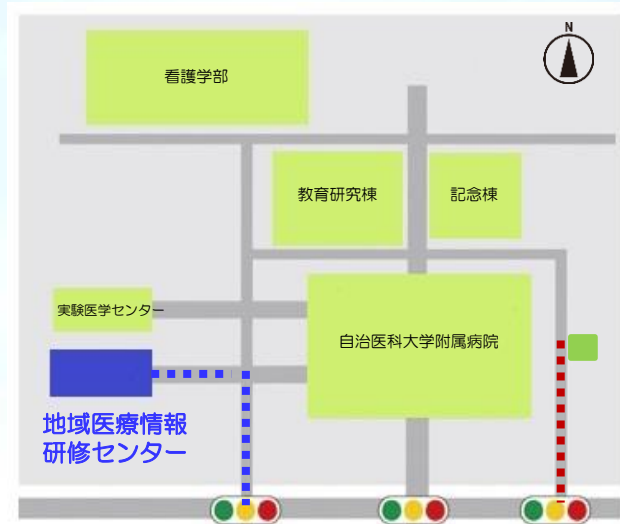 N
看護学部
教育研究棟
記念棟
実験医学センター
自治医科大学附属病院
地域医療情報
研修センター